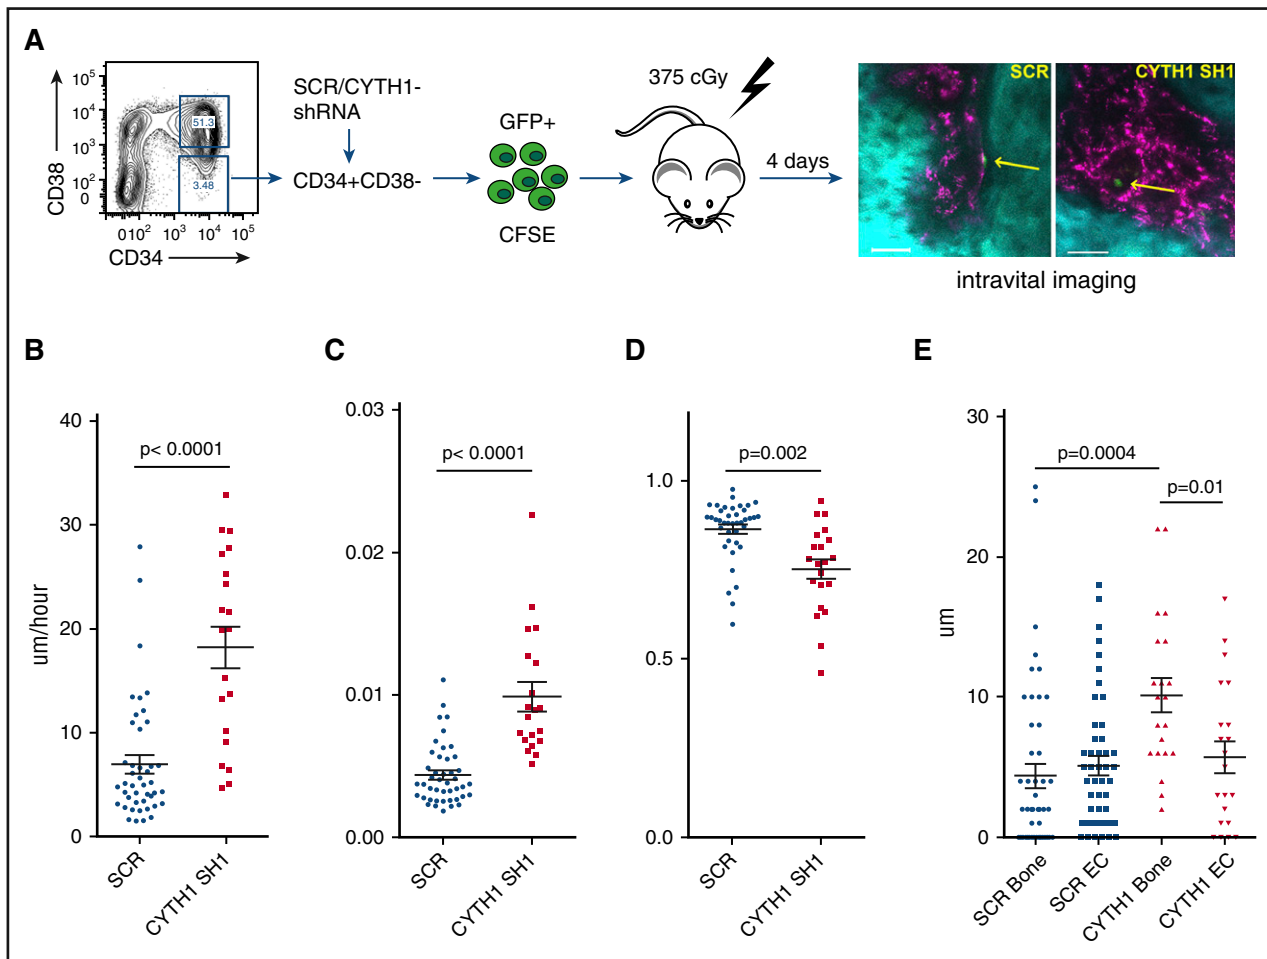 A
10^5
10^4
10^3
10^2
0
CD38
51.3
3.48
0 10^2 10^3 10^4 10^5
CD34
SCR/CYTH1-
shRNA
CD34+CD38-
GFP+
CFSE
375 cGy
4 days
SCR
CYTH1 SH1
intravital imaging
B
um/hour
40
30
20
10
0
p< 0.0001
SCR
CYTH1 SH1
C
0.03
0.02
0.01
0.00
p< 0.0001
SCR
CYTH1 SH1
D
1.0
0.5
0.0
p=0.002
SCR
CYTH1 SH1
E
um
30
20
10
0
p=0.0004
p=0.01
SCR Bone
SCR EC
CYTH1 Bone
CYTH1 EC